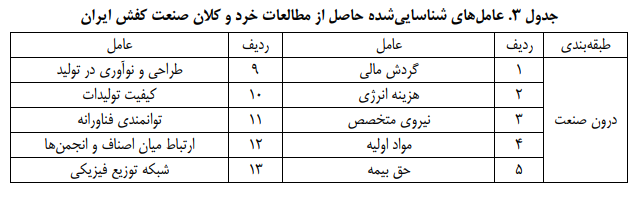 جدول ۳. عامل‌های شناسایی‌شده حاصل از مطالعات خرد و کلان صنعت کفش ایران
طبقه‌بندی ردیف عامل ردیف عامل
درون صنعت
۱ گردش مالی ۹ طراحی و نوآوری در تولید
۲ هزینه انرژی ۱۰ کیفیت تولیدات
۳ نیروی متخصص ۱۱ توانمندی فناورانه
۴ مواد اولیه ۱۲ ارتباط میان اصناف و انجمن‌ها
۵ حق بیمه ۱۳ شبکه توزیع فیزیکی